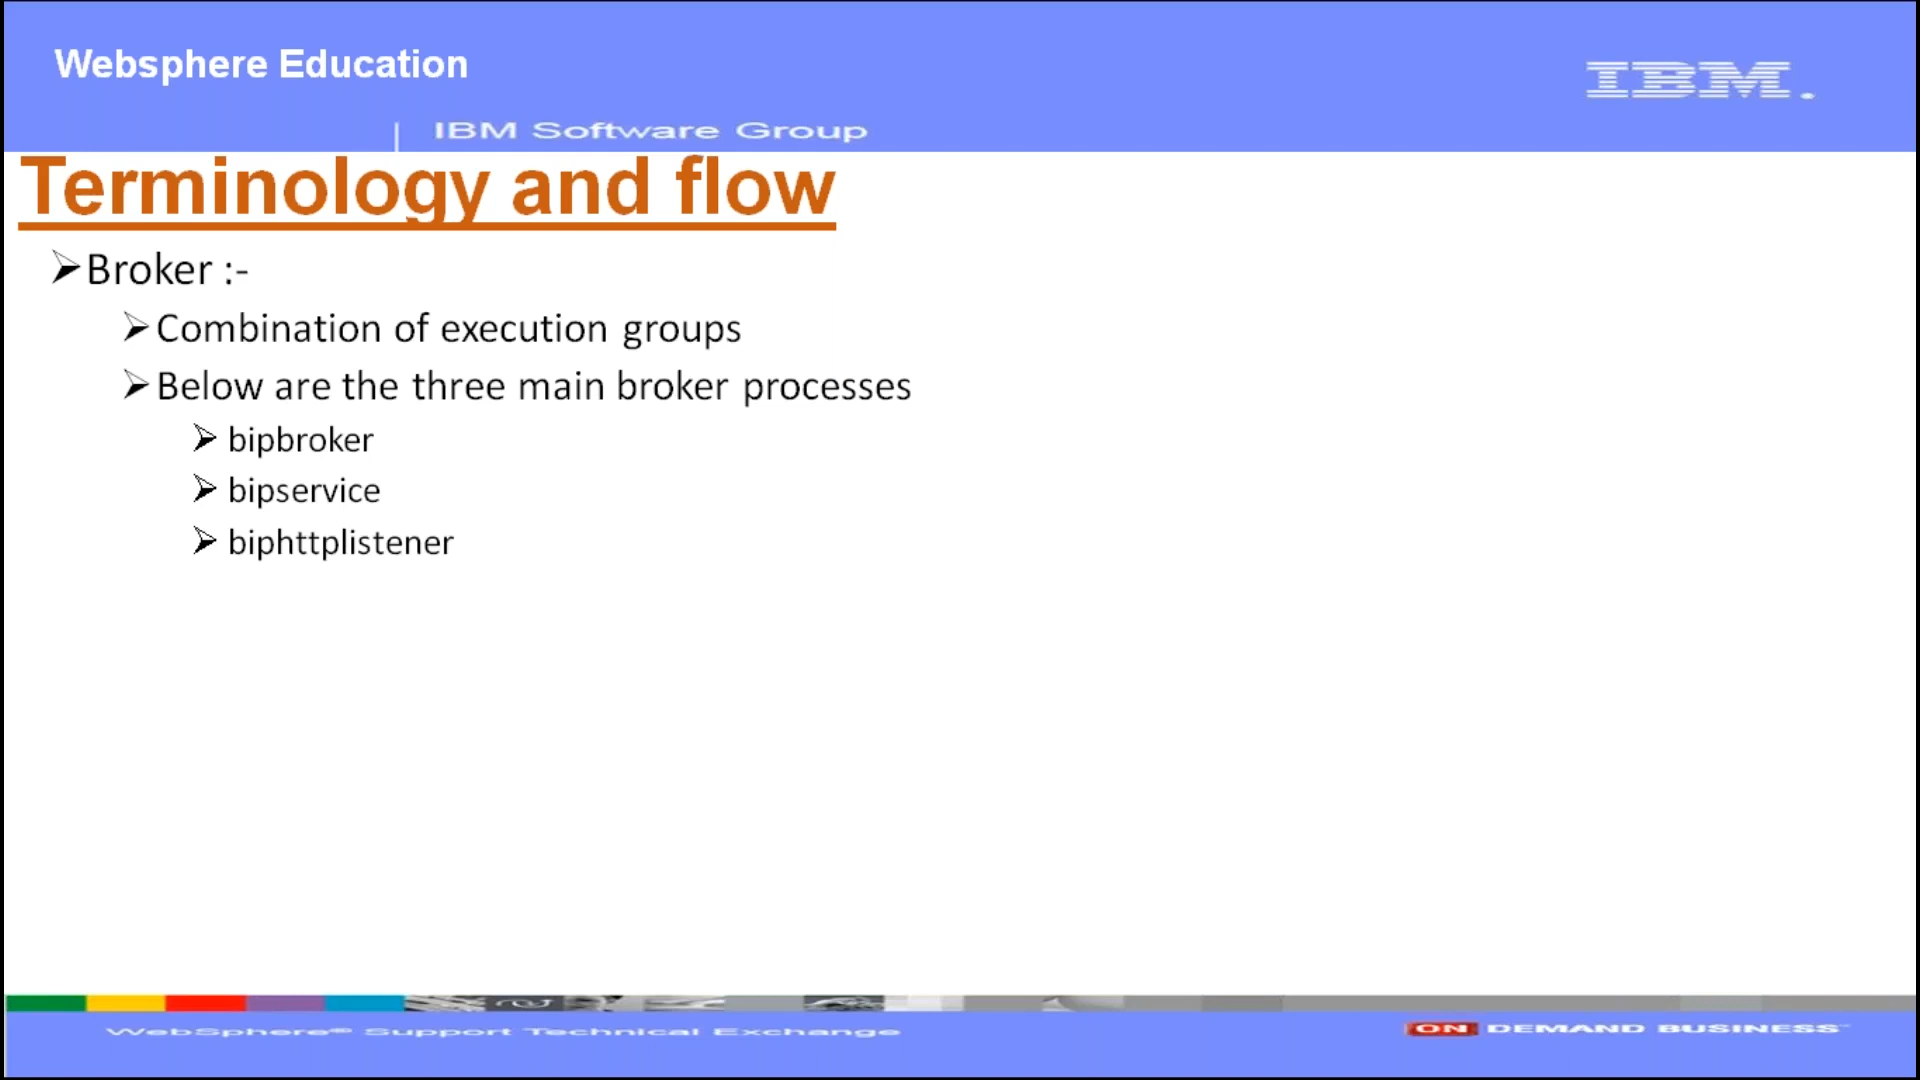 Websphere Education
IBM.
IBM Software Group
Terminology and flow
Broker :-
Combination of execution groups
Below are the three main broker processes
bipbroker
bipservice
biphttplistener
WebSphere® Support Technical Exchange
ON DEMAND BUSINESS™